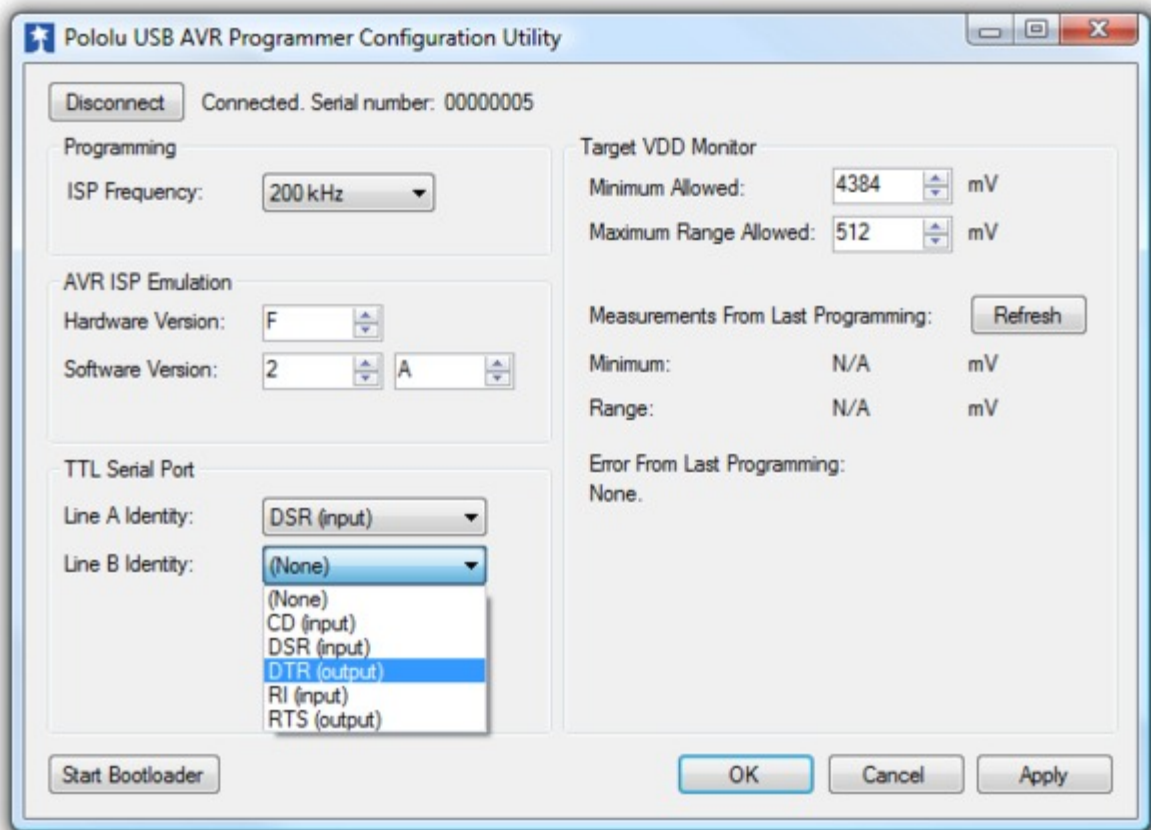 Pololu USB AVR Programmer Configuration Utility
Disconnect Connected. Serial number: 00000005
Programming
ISP Frequency: 200 kHz
AVR ISP Emulation
Hardware Version: F
Software Version: 2 A
TTL Serial Port
Line A Identity: DSR (input)
Line B Identity: (None)
(None)
CD (input)
DSR (input)
DTR (output)
RI (input)
RTS (output)
Target VDD Monitor
Minimum Allowed: 4384 mV
Maximum Range Allowed: 512 mV
Measurements From Last Programming: Refresh
Minimum: N/A mV
Range: N/A mV
Error From Last Programming:
None.
Start Bootloader OK Cancel Apply